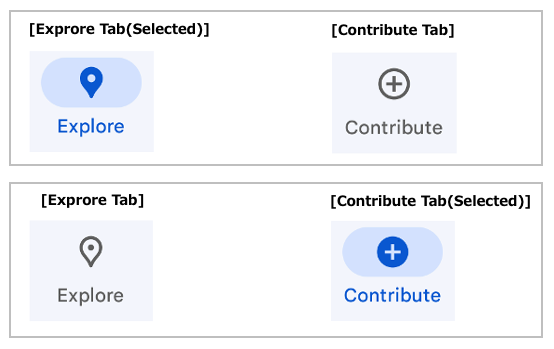 [Exprore Tab(Selected)]
[Contribute Tab]
Explore
Contribute
[Exprore Tab]
[Contribute Tab(Selected)]
Explore
Contribute